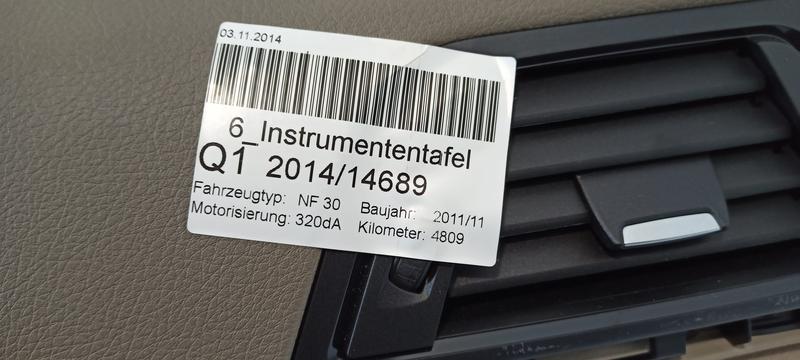 03.11.2014
6_Instrumententafel
Q1 2014/14689
Fahrzeugtyp: NF 30 Baujahr: 2011/11
Motorisierung: 320dA Kilometer: 4809